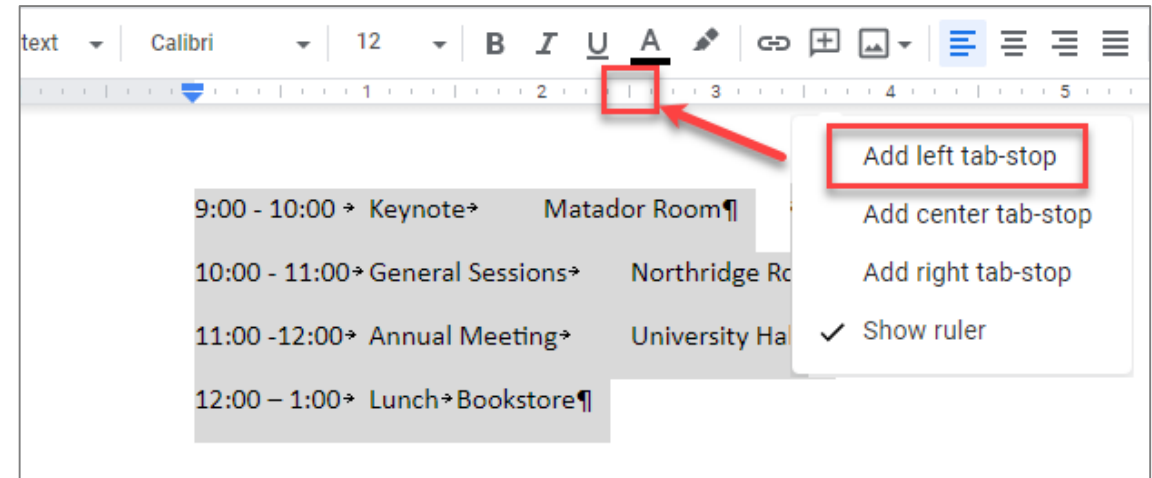 text Calibri 12 B I U A
1 2 3 4 5
Add left tab-stop
9:00 - 10:00 → Keynote→ Matador Room¶
Add center tab-stop
10:00 - 11:00→ General Sessions→ Northridge
Add right tab-stop
11:00 -12:00→ Annual Meeting→ University
Show ruler
12:00 – 1:00→ Lunch→Bookstore¶